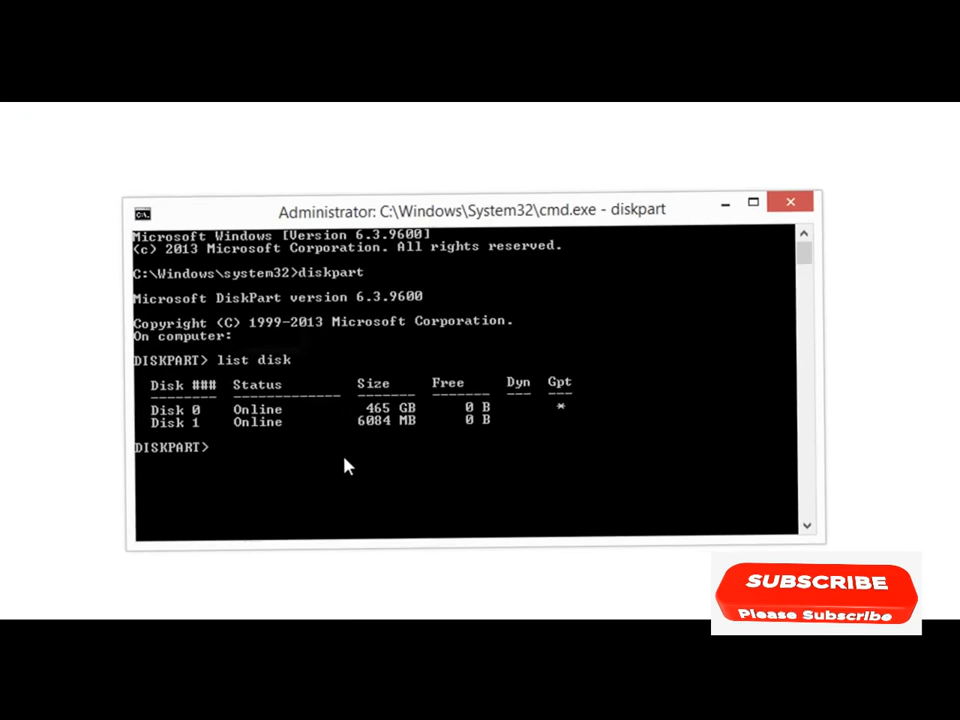 Administrator: C:\Windows\System32\cmd.exe - diskpart
Microsoft Windows [Version 6.3.9600]
(c) 2013 Microsoft Corporation. All rights reserved.
C:\Windows\system32>diskpart
Microsoft DiskPart version 6.3.9600
Copyright (C) 1999-2013 Microsoft Corporation.
On computer:
DISKPART> list disk
Disk ### Status Size Free Dyn Gpt
-------- ------------- ------- ------- --- ---
Disk 0 Online 465 GB 0 B *
Disk 1 Online 6084 MB 0 B
DISKPART>
SUBSCRIBE
Please Subscribe